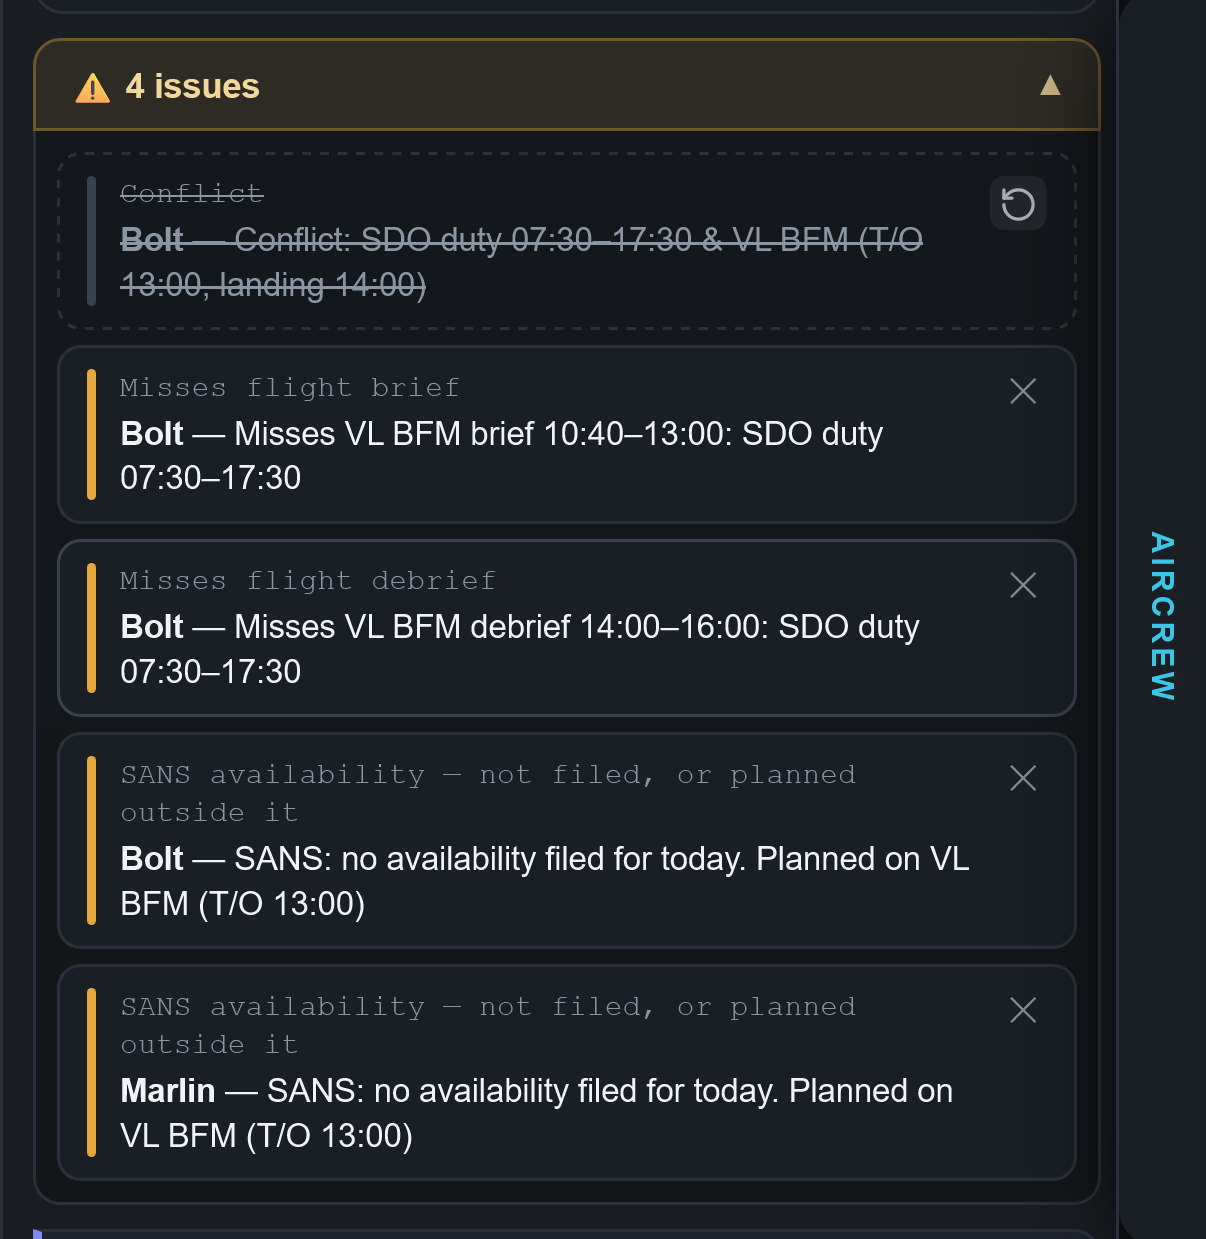 4 issues
Conflict
Bolt — Conflict: SDO duty 07:30–17:30 & VL BFM (T/O
13:00, landing 14:00)
Misses flight brief
Bolt — Misses VL BFM brief 10:40–13:00: SDO duty
07:30–17:30
Misses flight debrief
Bolt — Misses VL BFM debrief 14:00–16:00: SDO duty
07:30–17:30
SANS availability — not filed, or planned
outside it
Bolt — SANS: no availability filed for today. Planned on VL
BFM (T/O 13:00)
SANS availability — not filed, or planned
outside it
Marlin — SANS: no availability filed for today. Planned on
VL BFM (T/O 13:00)
AIRCREW